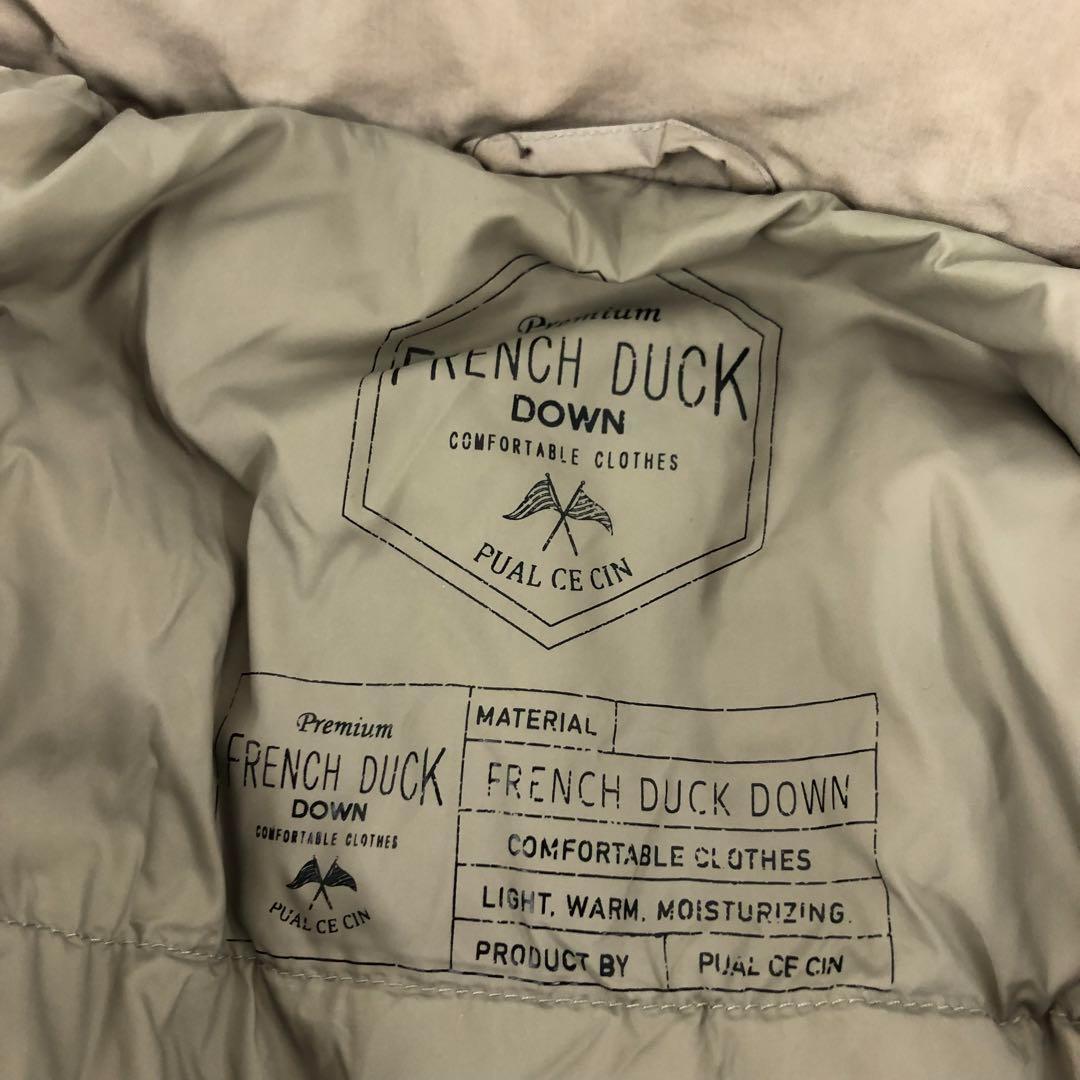 Premium
FRENCH DUCK
DOWN
COMFORTABLE CLOTHES
PUAL CE CIN
Premium
FRENCH DUCK
DOWN
COMFORTABLE CLOTHES
PUAL CE CIN
MATERIAL
FRENCH DUCK DOWN
COMFORTABLE CLOTHES
LIGHT, WARM, MOISTURIZING.
PRODUCT BY PUAL CE CIN